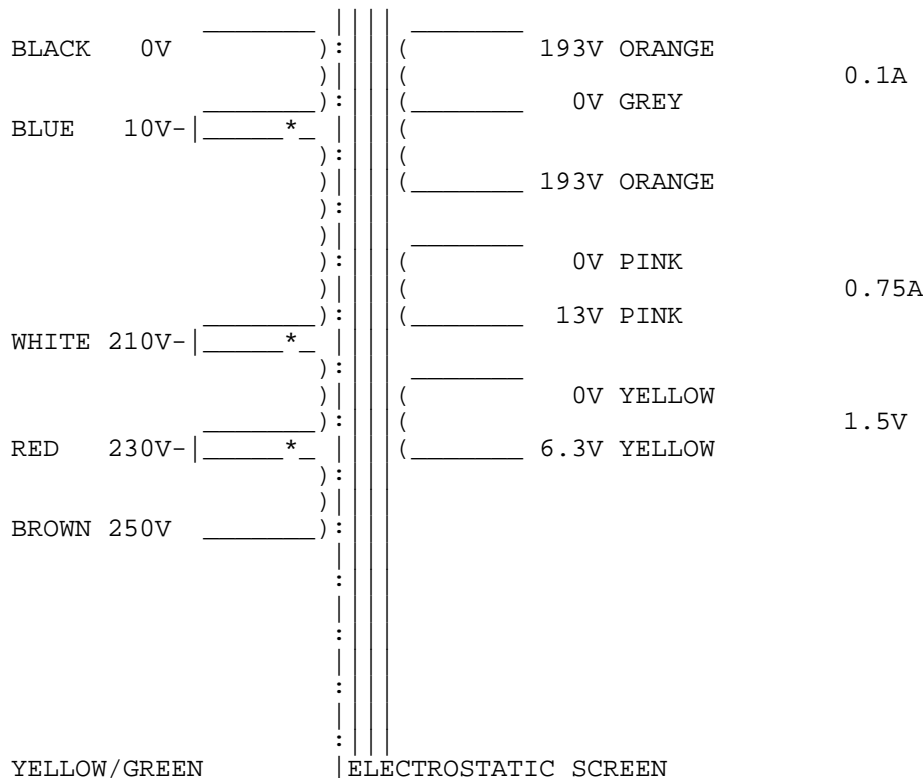 BLACK 0V 193V ORANGE
0.1A
0V GREY
BLUE 10V
193V ORANGE
0V PINK
0.75A
13V PINK
WHITE 210V
0V YELLOW
1.5V
RED 230V 6.3V YELLOW
BROWN 250V
YELLOW/GREEN ELECTROSTATIC SCREEN